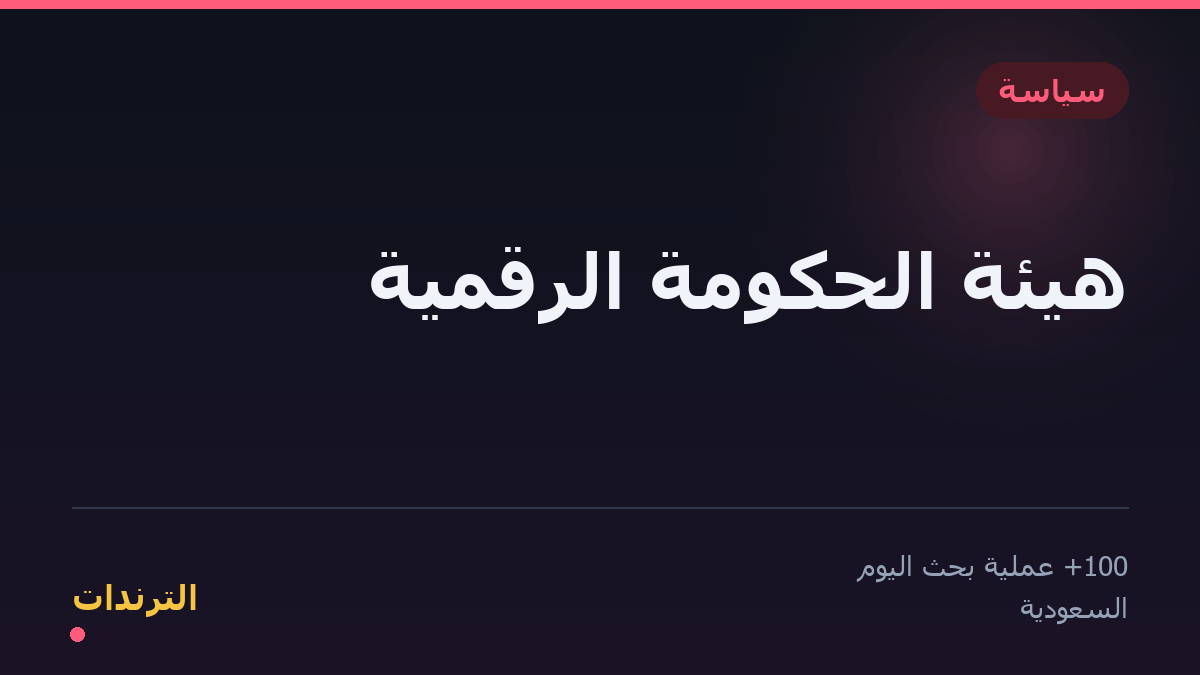 سياسة
هيئة الحكومة الرقمية
100+ عملية بحث اليوم
السعودية
الترندات